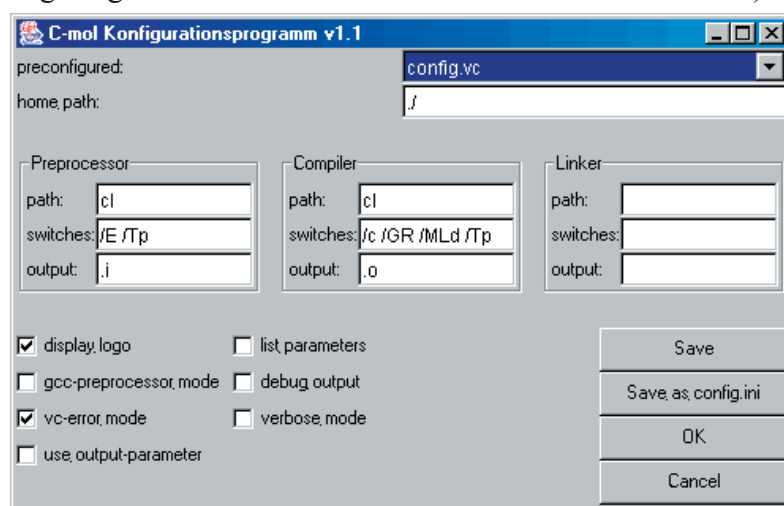 C-mol Konfigurationsprogramm v1.1
preconfigured: config.vc
home, path: ./
Preprocessor Compiler Linker
path: cl path: cl path:
switches: /E /Tp switches: /c /GR /MLd /Tp switches:
output: .i output: .o output:
display, logo list, parameters Save
gcc-preprocessor, mode debug, output Save, as, config.ini
vc-error, mode verbose, mode OK
use, output-parameter Cancel